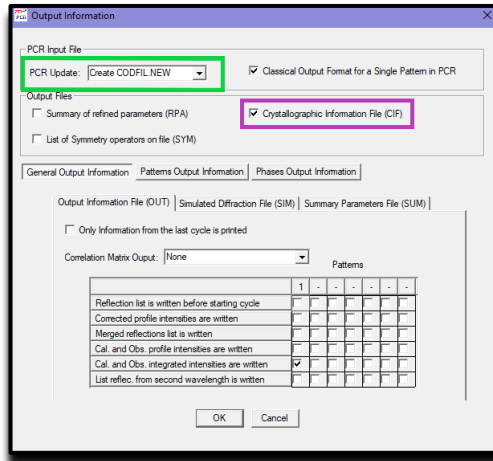 Output Information
PCR Input File
PCR Update: Create CODFIL.NEW
Classical Output Format for a Single Pattern in PCR
Output Files
Summary of refined parameters (RPA)
Crystallographic Information File (CIF)
List of Symmetry operators on file (SYM)
General Output Information Patterns Output Information Phases Output Information
Output Information File (OUT) Simulated Diffraction File (SIM) Summary Parameters File (SUM)
Only Information from the last cycle is printed
Correlation Matrix Ouput: None
Patterns
1 - - - - - -
Reflection list is written before starting cycle
Corrected profile intensities are written
Merged reflections list is written
Cal. and Obs. profile intensities are written
Cal. and Obs. integrated intensities are written
List reflec. from second wavelength is written
OK Cancel